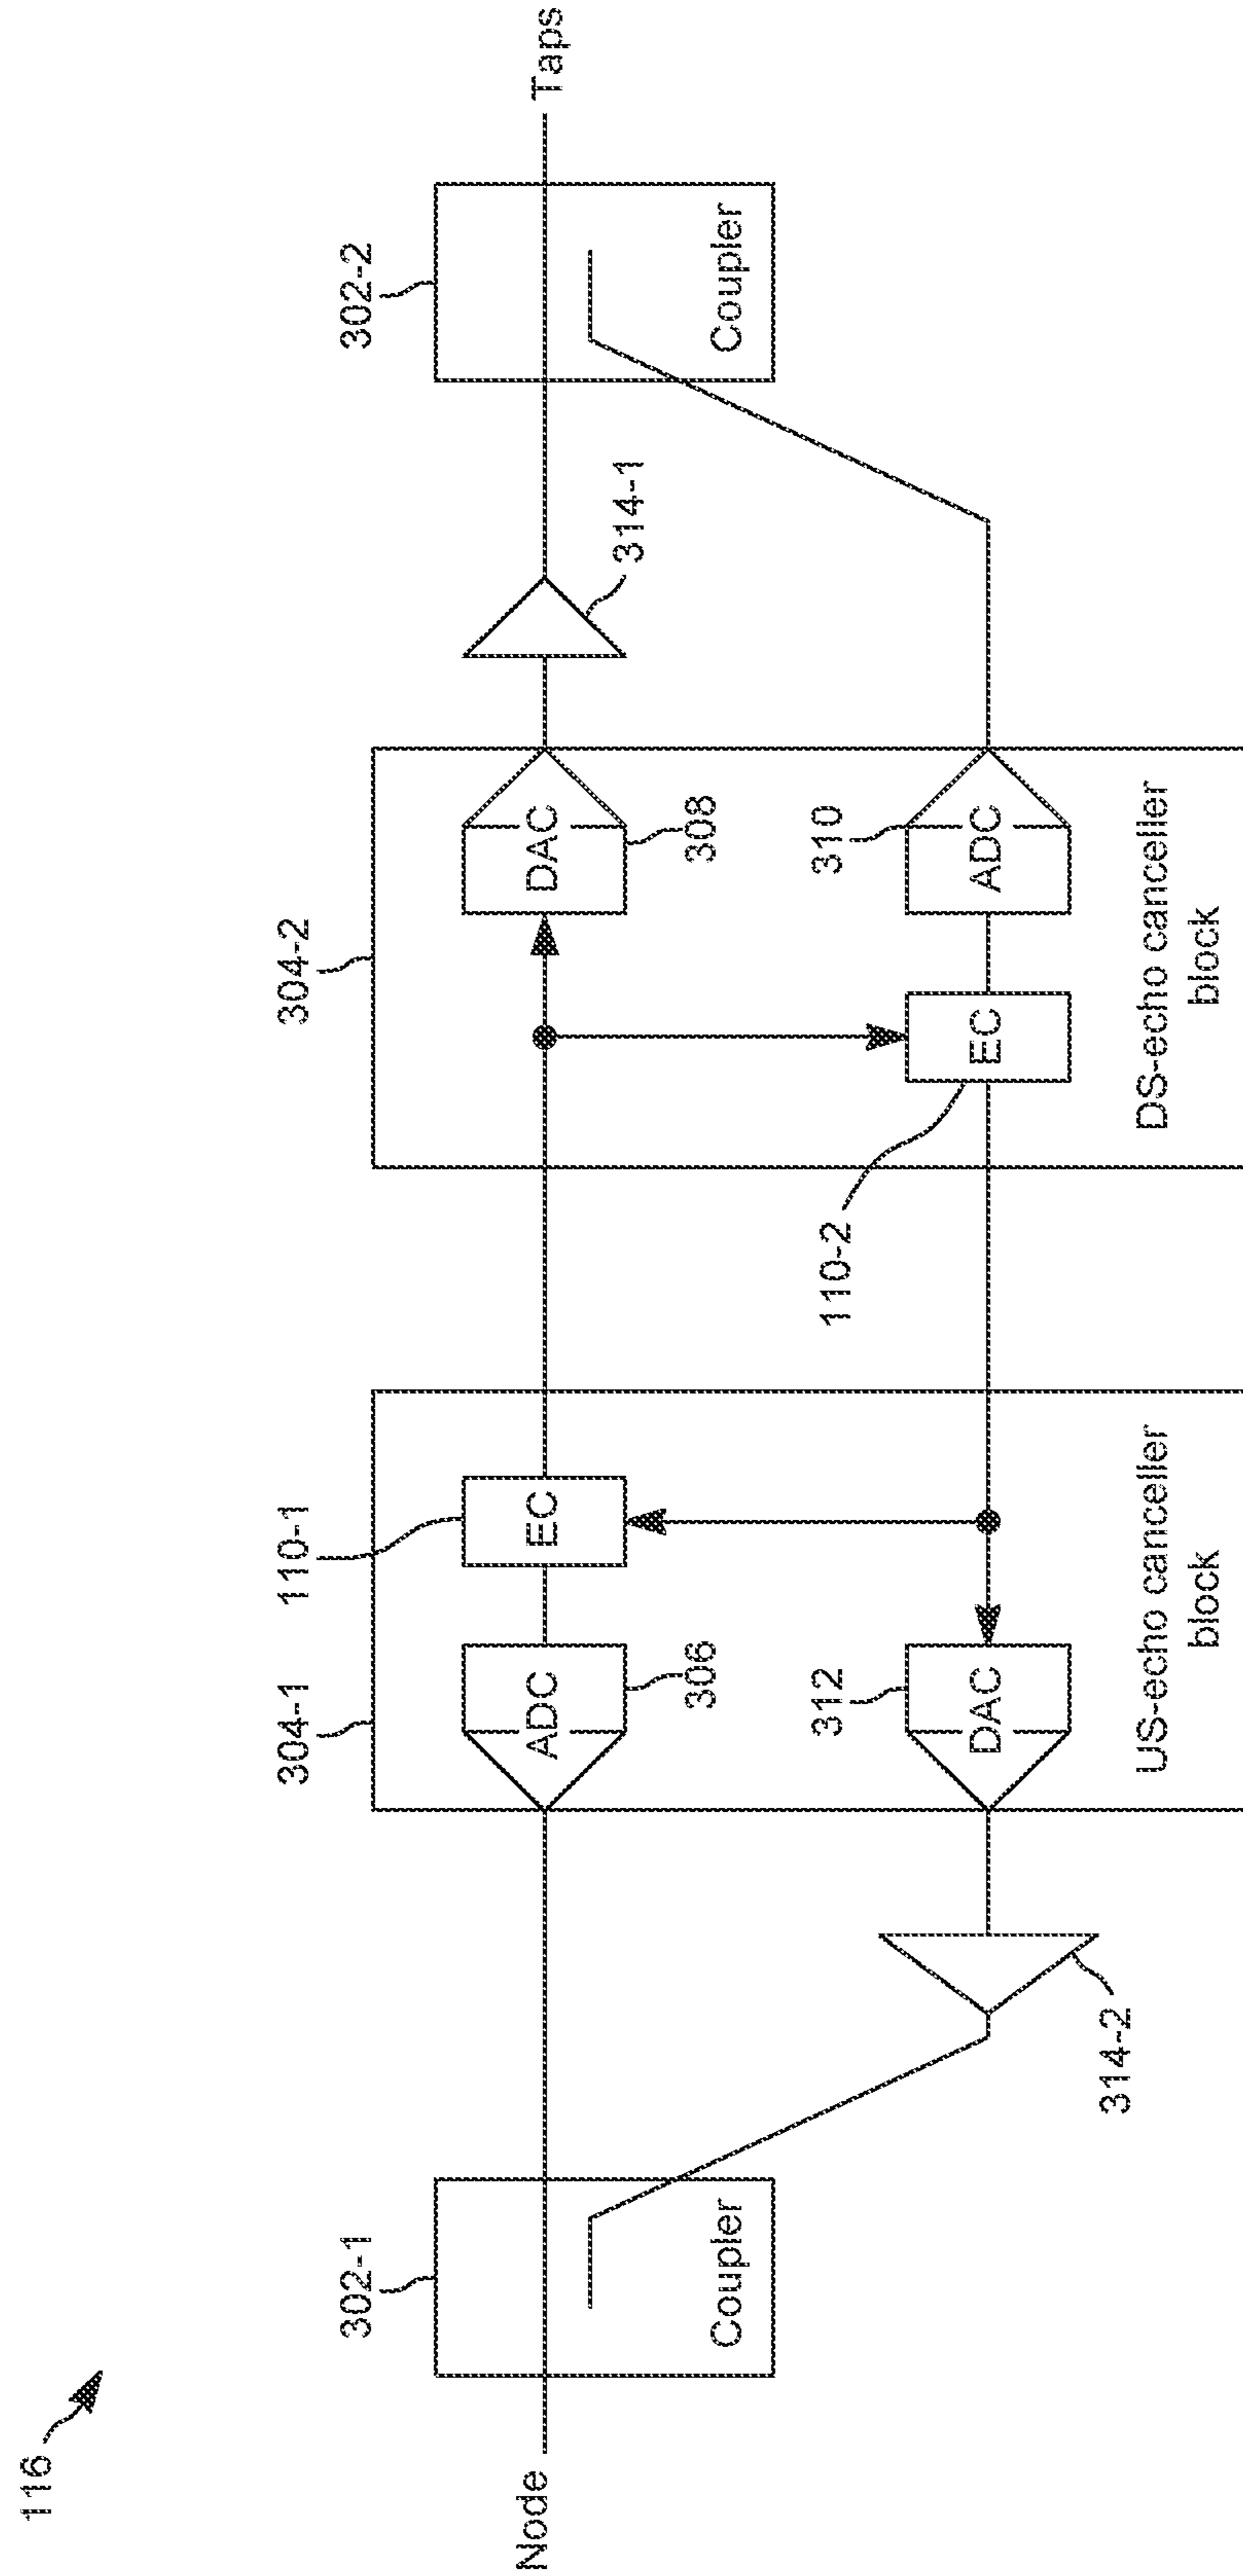 116
Node
302-1
Coupler
314-2
304-1
ADC
306
110-1
EC
312
DAC
US-echo canceller
block
304-2
DAC
308
110-2
EC
310
ADC
DS-echo canceller
block
314-1
302-2
Coupler
Taps